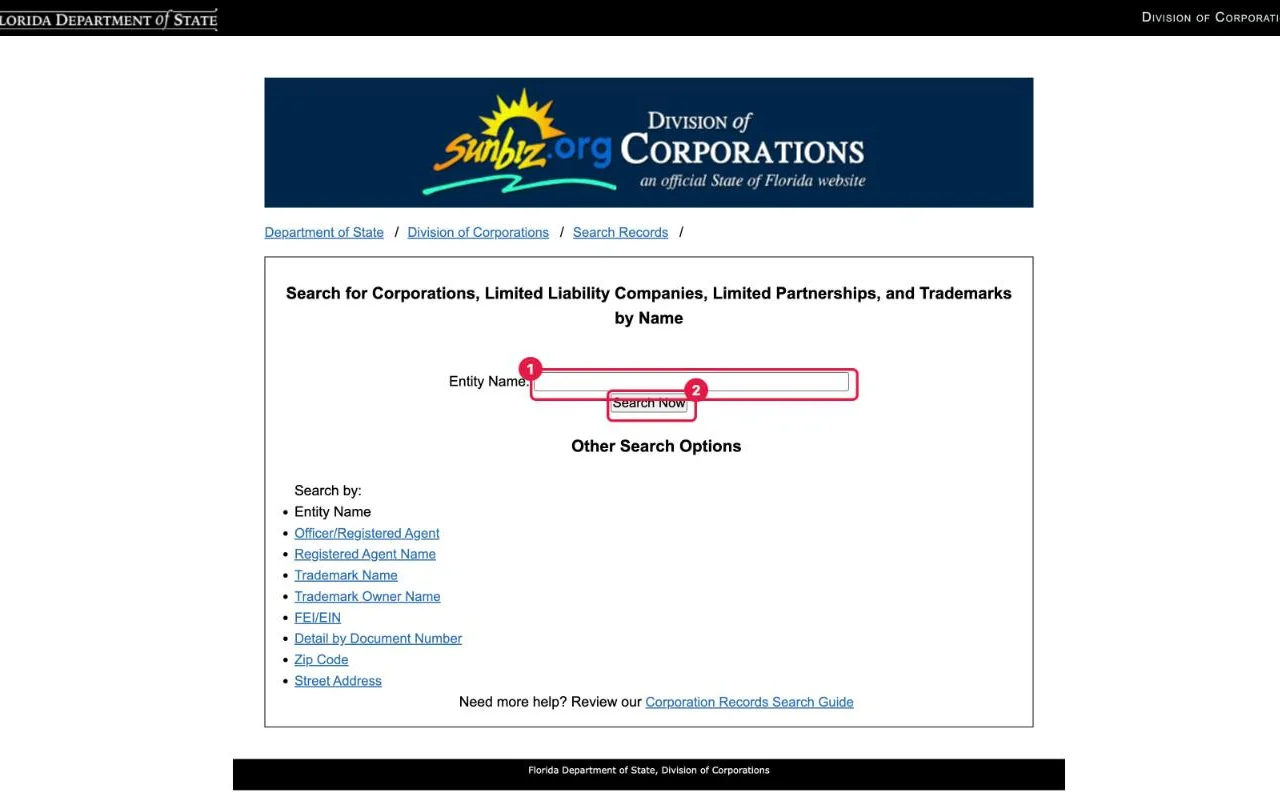 LORIDA DEPARTMENT of STATE
DIVISION OF CORPORATI
sunbiz.org DIVISION of CORPORATIONS
an official State of Florida website
Department of State / Division of Corporations / Search Records /
Search for Corporations, Limited Liability Companies, Limited Partnerships, and Trademarks
by Name
1
Entity Name:
2
Search Now
Other Search Options
Search by:
• Entity Name
• Officer/Registered Agent
• Registered Agent Name
• Trademark Name
• Trademark Owner Name
• FEI/EIN
• Detail by Document Number
• Zip Code
• Street Address
Need more help? Review our Corporation Records Search Guide
Florida Department of State, Division of Corporations